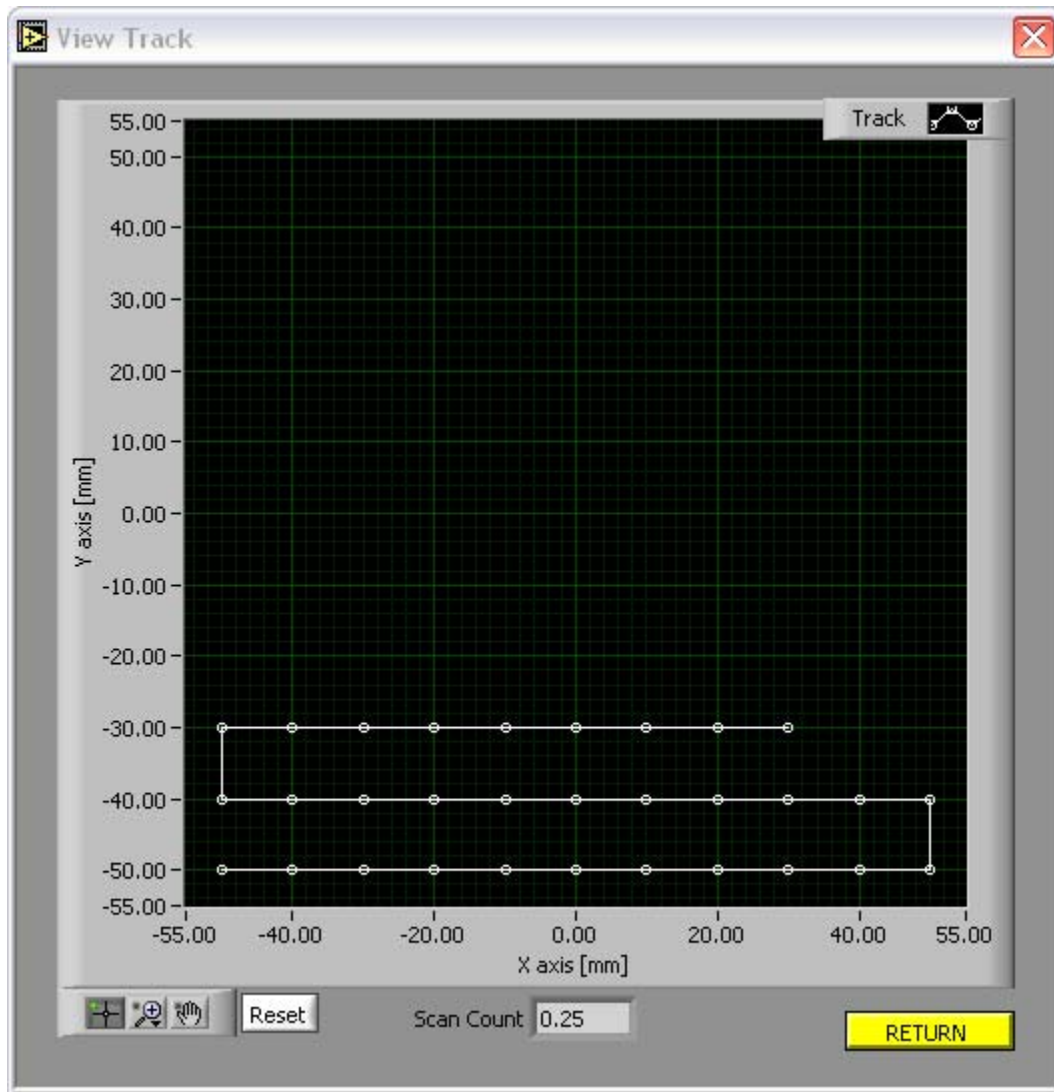 View Track
Track
55.00
50.00
40.00
30.00
20.00
10.00
0.00
-10.00
-20.00
-30.00
-40.00
-50.00
-55.00
Y axis [mm]
-55.00 -40.00 -20.00 0.00 20.00 40.00 55.00
X axis [mm]
Reset
Scan Count 0.25
RETURN